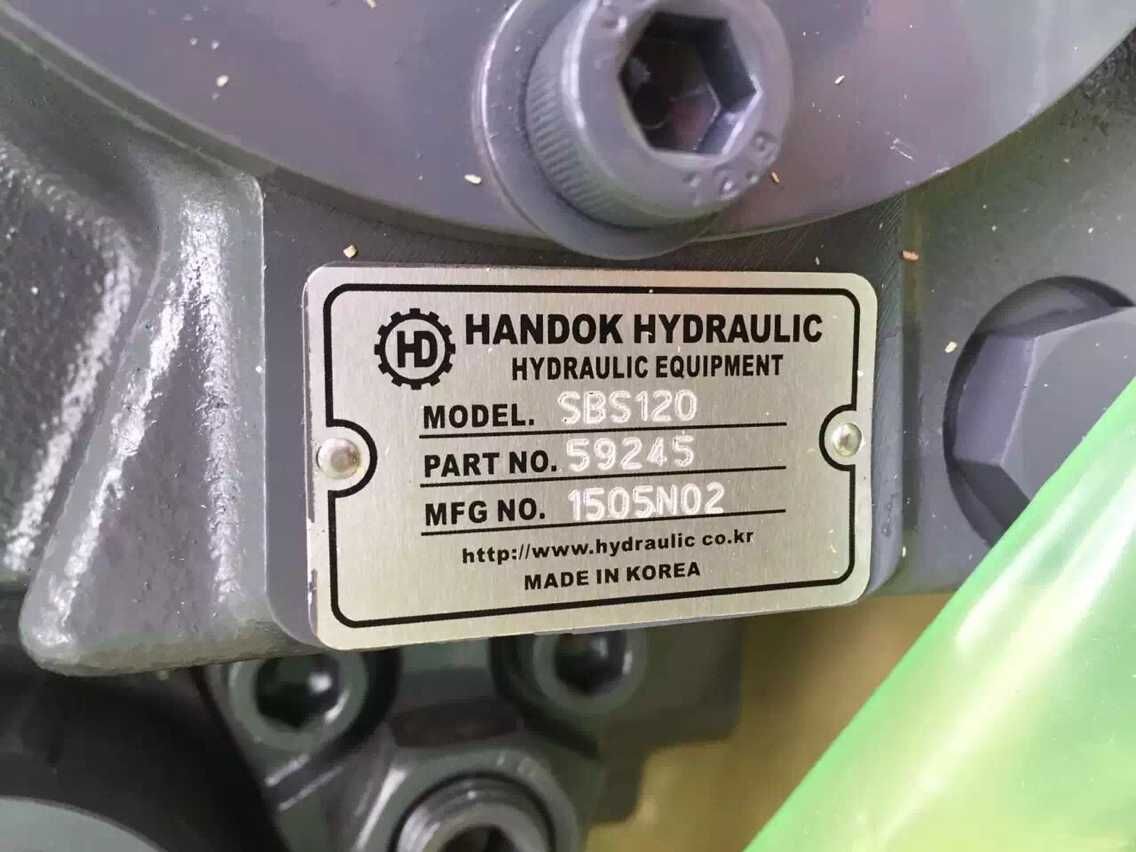 HD HANDOK HYDRAULIC
HYDRAULIC EQUIPMENT
MODEL. SBS120
PART NO. 59245
MFG NO. 1505N02
http://www.hydraulic co.kr
MADE IN KOREA